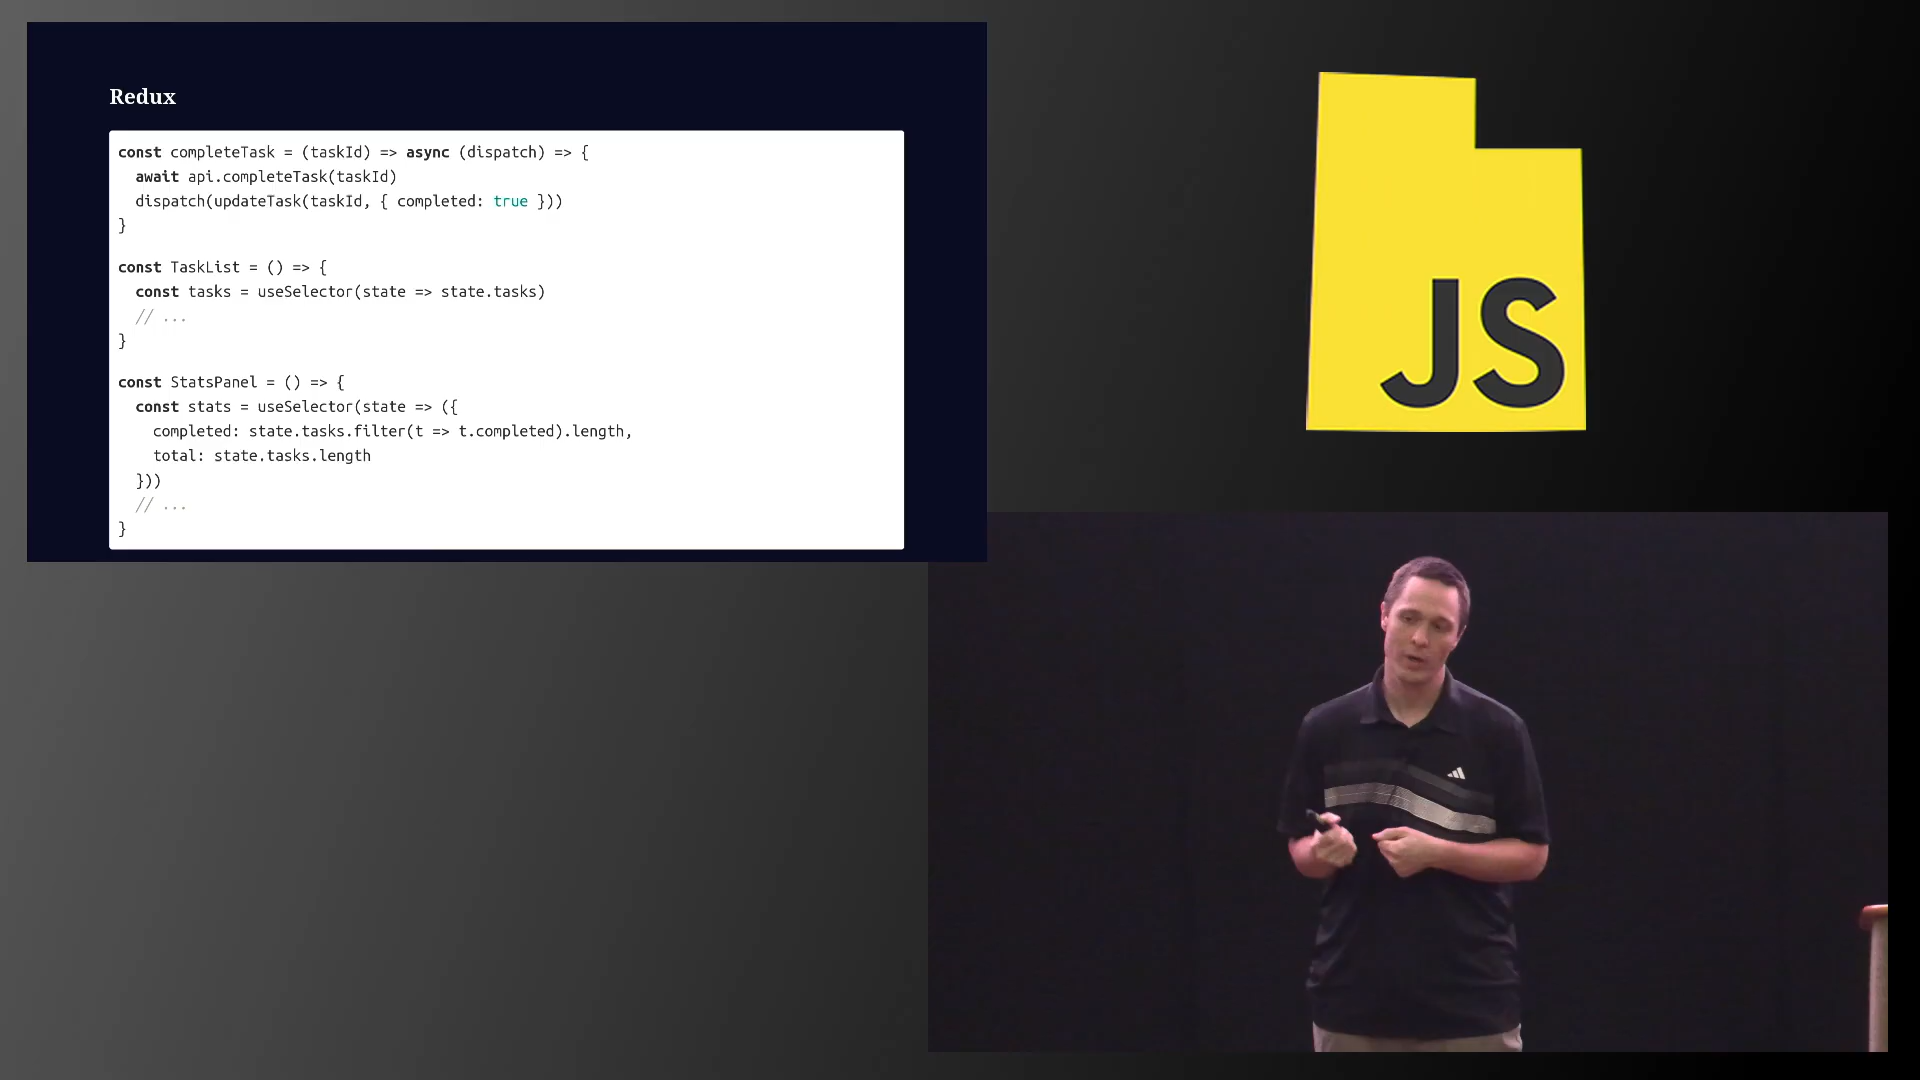 Redux
const completeTask = (taskId) => async (dispatch) => {
  await api.completeTask(taskId)
  dispatch(updateTask(taskId, { completed: true }))
}
const TaskList = () => {
  const tasks = useSelector(state => state.tasks)
  // ...
}
const StatsPanel = () => {
  const stats = useSelector(state => ({
    completed: state.tasks.filter(t => t.completed).length,
    total: state.tasks.length
  }))
  // ...
}
JS